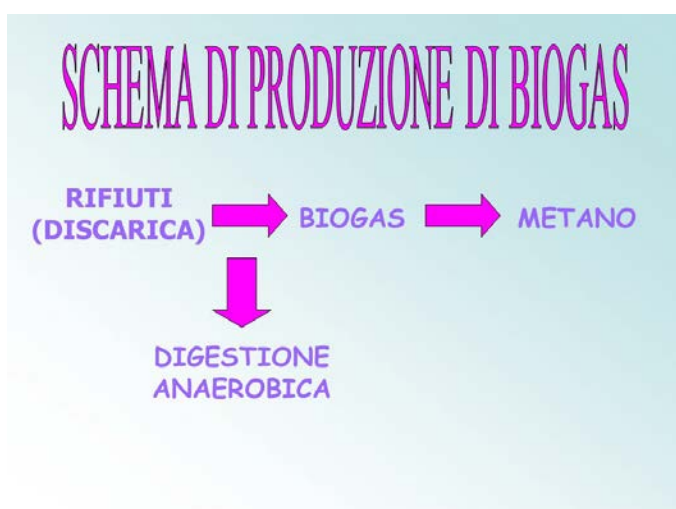 SCHEMA DI PRODUZIONE DI BIOGAS
RIFIUTI
(DISCARICA)
BIOGAS
METANO
DIGESTIONE
ANAEROBICA